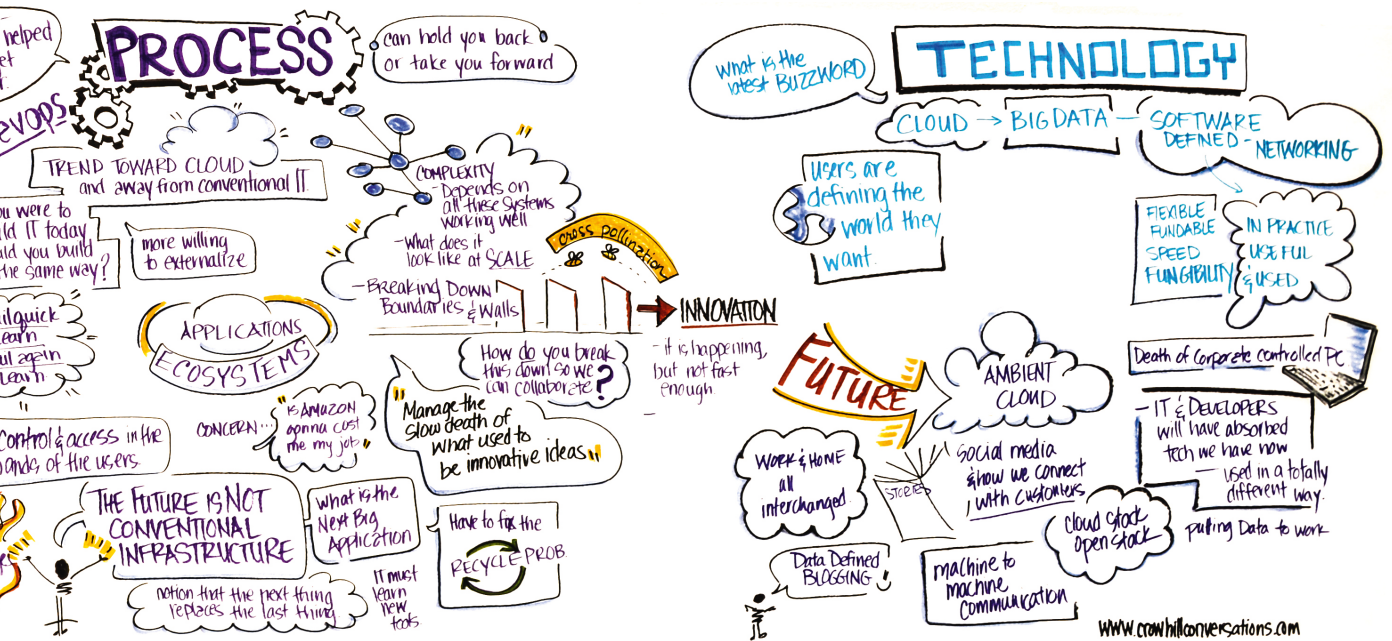 helped
et
PROCESS
can hold you back
or take you forward
evops
TREND TOWARD CLOUD
and away from conventional IT.
ou were to
ld IT today
ld you build
the same way?
more willing
to externalize
COMPLEXITY
- Depends on
all these Systems
working well
- What does it
look like at SCALE
- BREAKING DOWN
Boundaries & Walls
cross pollination
INNOVATION
- it is happening,
but not fast
enough.
-
APPLICATIONS
ECOSYSTEMS
ilquick
earn
il again
Learn
How do you break
this down so we
can collaborate?
"Manage the
slow death of
what used to
be innovative ideas"
CONCERN...
"IS AMAZON
gonna cost
me my job"
Control & access in the
ands of the users.
THE FUTURE IS NOT
CONVENTIONAL
INFRASTRUCTURE
what is the
Next Big
Application
Have to fix the
RECYCLE PROB.
notion that the next thing
replaces the last thing.
IT must
learn
new
tools
What is the
latest BUZZWORD
TECHNOLOGY
CLOUD → BIG DATA —
SOFTWARE
DEFINED -
NETWORKING
users are
defining the
world they
want.
FLEXIBLE
FUNDABLE
SPEED
FUNGIBILITY
IN PRACTICE
USEFUL
& USED
FUTURE
AMBIENT
CLOUD
Death of Corporate controlled PC
- IT & DEVELOPERS
will have absorbed
tech we have now
- used in a totally
different way.
WORK & HOME
all
interchanged.
STORIES
Social media
& how we connect
with customers
cloud stack
open stack
putting Data to work
Data Defined
BLOGGING!
machine to
machine
communication
www.crowhillconversations.com